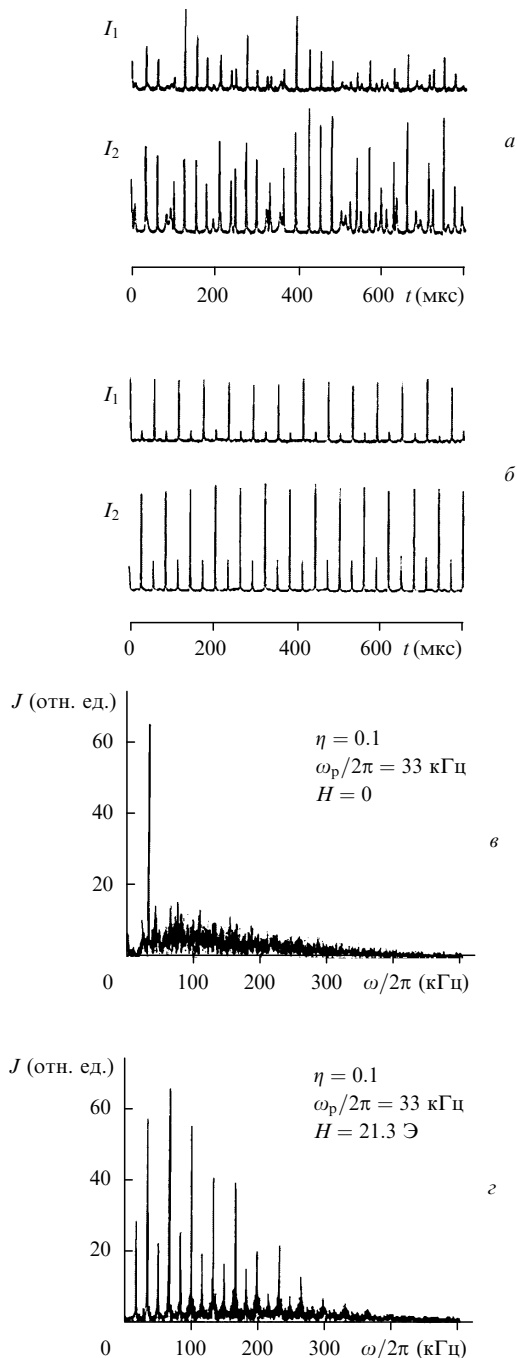 I₁
I₂
а
0 200 400 600 t (мкс)
I₁
б
I₂
0 200 400 600 t (мкс)
J (отн. ед.)
60
η = 0.1
ωₚ/2π = 33 кГц
H = 0
40
в
20
0 100 200 300 ω/2π (кГц)
J (отн. ед.)
η = 0.1
60
ωₚ/2π = 33 кГц
H = 21.3 Э
40
г
20
0 100 200 300 ω/2π (кГц)